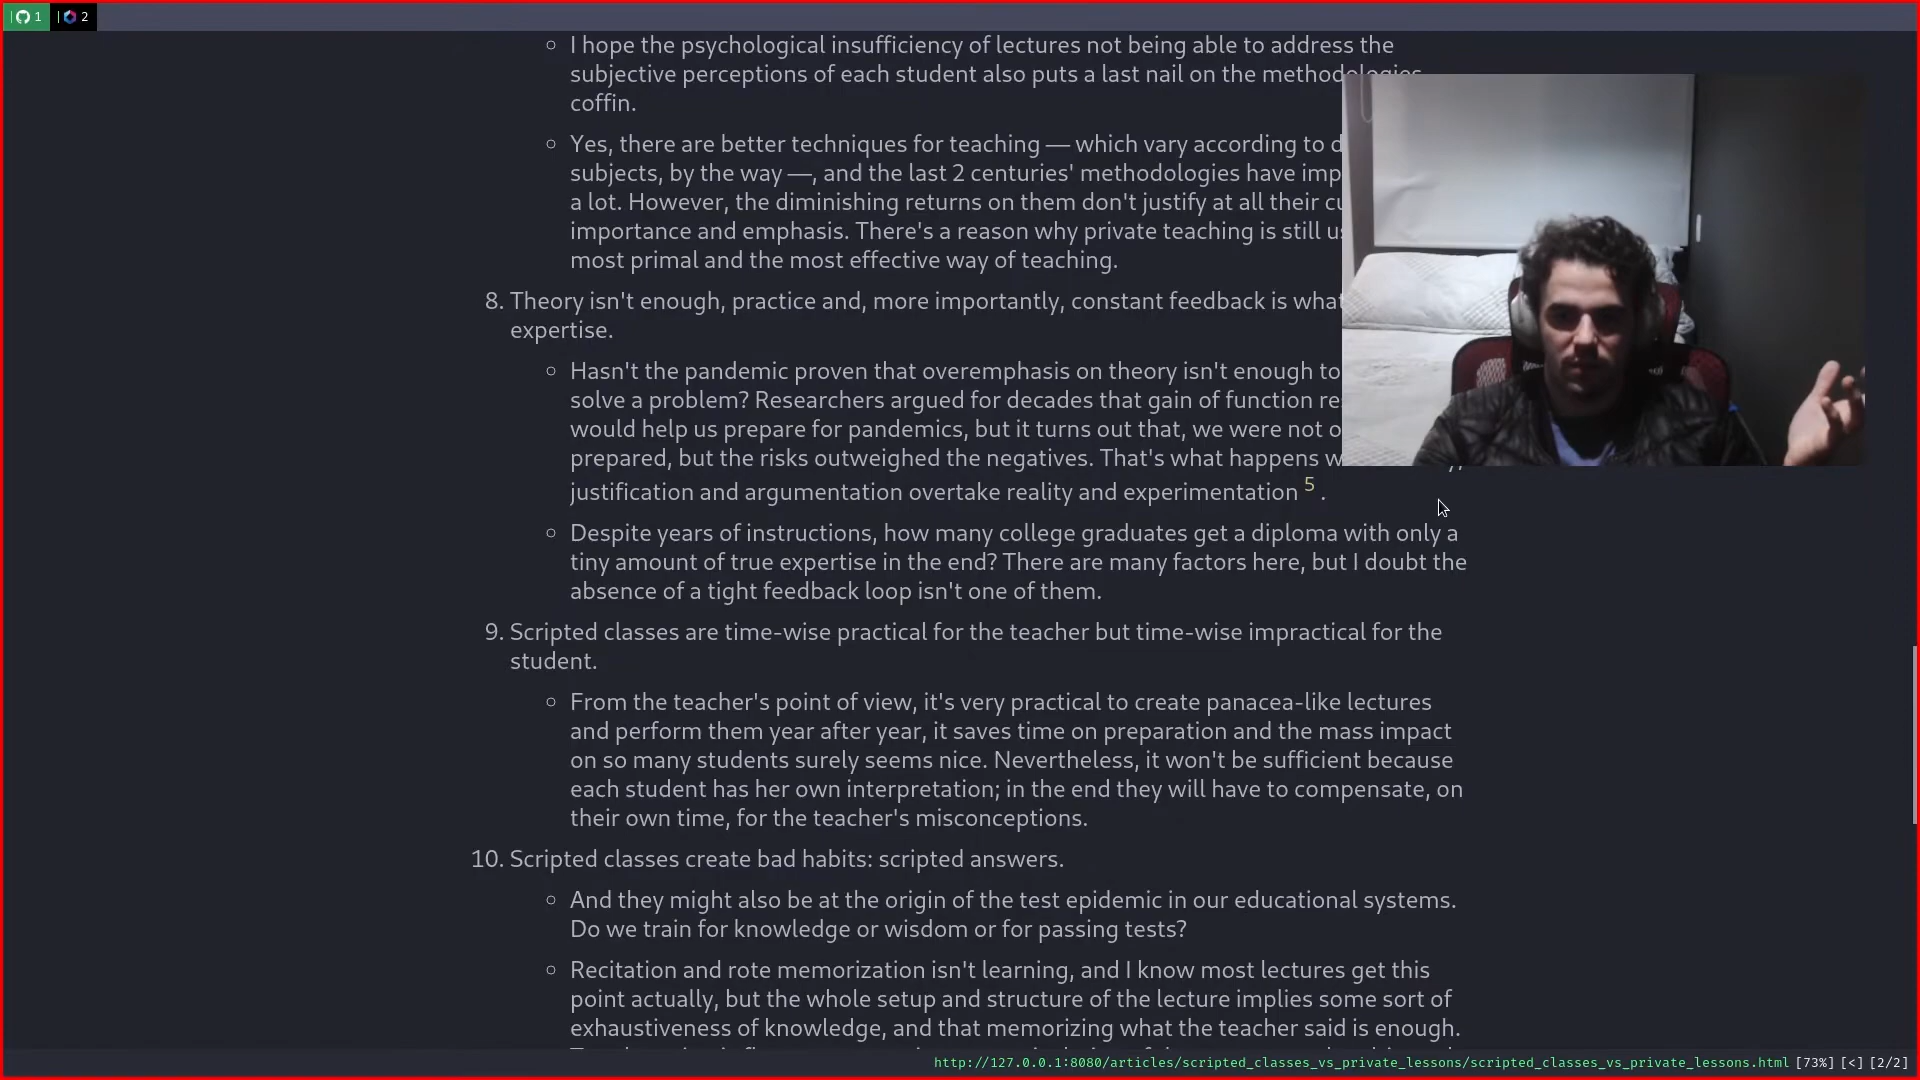 1 2
I hope the psychological insufficiency of lectures not being able to address the
subjective perceptions of each student also puts a last nail on the methodologies
coffin.
Yes, there are better techniques for teaching — which vary according to
subjects, by the way —, and the last 2 centuries' methodologies have
a lot. However, the diminishing returns on them don't justify at all their
importance and emphasis. There's a reason why private teaching is still
most primal and the most effective way of teaching.
8. Theory isn't enough, practice and, more importantly, constant feedback is what
expertise.
Hasn't the pandemic proven that overemphasis on theory isn't enough to
solve a problem? Researchers argued for decades that gain of function
would help us prepare for pandemics, but it turns out that, we were not
prepared, but the risks outweighed the negatives. That's what happens
justification and argumentation overtake reality and experimentation 5 .
Despite years of instructions, how many college graduates get a diploma with only a
tiny amount of true expertise in the end? There are many factors here, but I doubt the
absence of a tight feedback loop isn't one of them.
9. Scripted classes are time-wise practical for the teacher but time-wise impractical for the
student.
From the teacher's point of view, it's very practical to create panacea-like lectures
and perform them year after year, it saves time on preparation and the mass impact
on so many students surely seems nice. Nevertheless, it won't be sufficient because
each student has her own interpretation; in the end they will have to compensate, on
their own time, for the teacher's misconceptions.
10. Scripted classes create bad habits: scripted answers.
And they might also be at the origin of the test epidemic in our educational systems.
Do we train for knowledge or wisdom or for passing tests?
Recitation and rote memorization isn't learning, and I know most lectures get this
point actually, but the whole setup and structure of the lecture implies some sort of
exhaustiveness of knowledge, and that memorizing what the teacher said is enough.
http://127.0.0.1:8080/articles/scripted_classes_vs_private_lessons/scripted_classes_vs_private_lessons.html [73%] [<] [2/2]